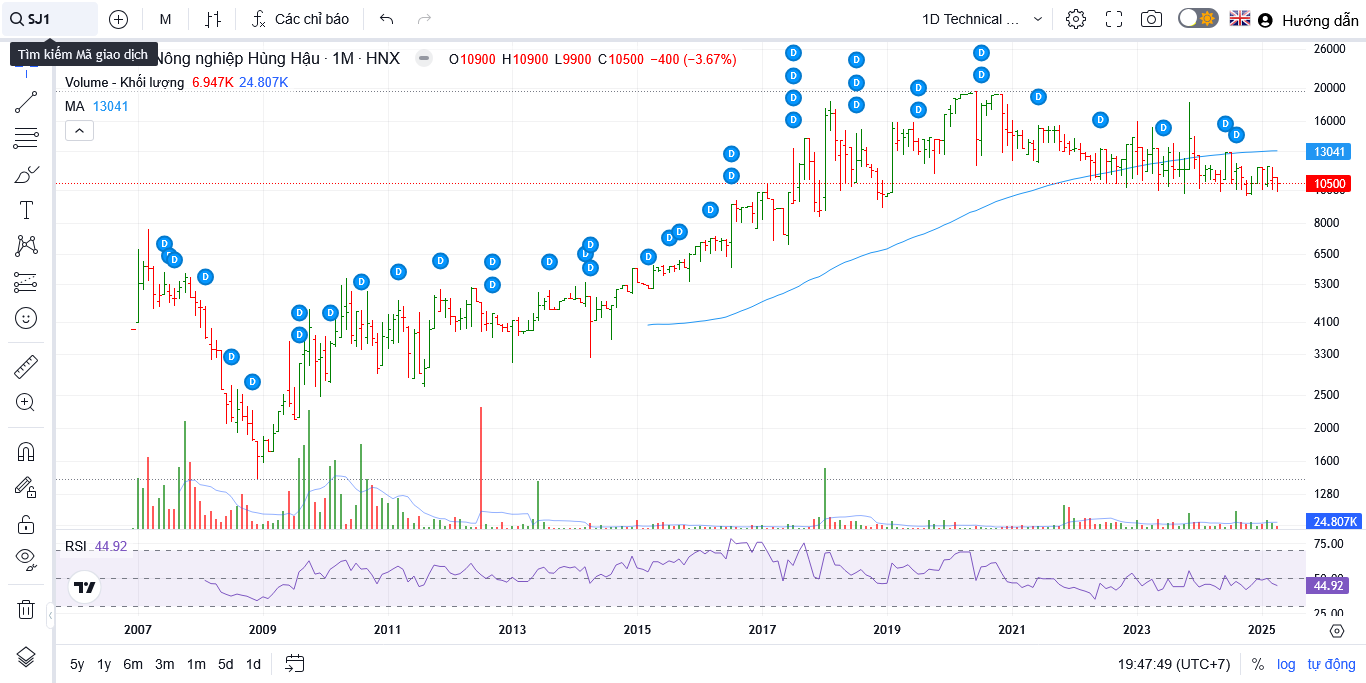 SJ1 M Các chỉ báo 1D Technical ... Hướng dẫn
Tìm kiếm Mã giao dịch
Nông nghiệp Hùng Hậu · 1M · HNX O10900 H10900 L9900 C10500 −400 (−3.67%)
Volume - Khối lượng 6.947K 24.807K
MA 13041
26000
20000
16000
13041
10500
8000
6500
5300
4100
3300
2500
2000
1600
1280
24.807K
D D D D D D D D D D D D D D D D D D D D D D D D D D D D D D D D D D D D D D D D D
RSI 44.92
75.00
50.00
44.92
25.00
2007 2009 2011 2013 2015 2017 2019 2021 2023 2025
5y 1y 6m 3m 1m 5d 1d 19:47:49 (UTC+7) % log tự động